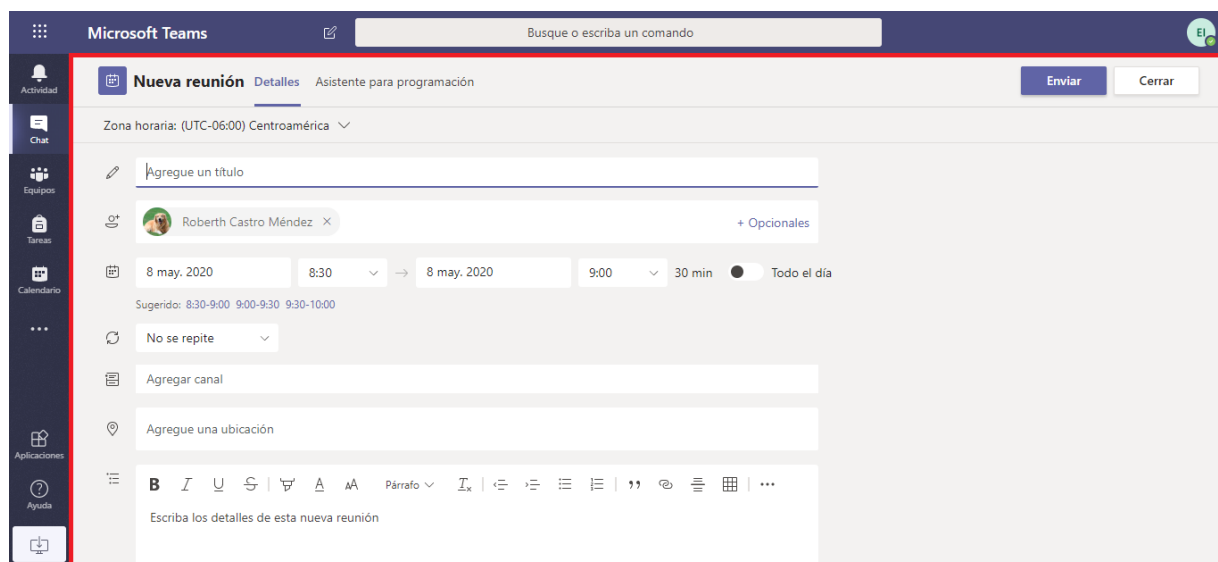 Microsoft Teams
Busque o escriba un comando
EI
Actividad
Chat
Equipos
Tareas
Calendario
Aplicaciones
Ayuda
Nueva reunión Detalles Asistente para programación
Enviar Cerrar
Zona horaria: (UTC-06:00) Centroamérica
Agregue un título
Roberth Castro Méndez × + Opcionales
8 may. 2020 8:30 → 8 may. 2020 9:00 30 min Todo el día
Sugerido: 8:30-9:00 9:00-9:30 9:30-10:00
No se repite
Agregar canal
Agregue una ubicación
B I U S A AA Párrafo Tx
Escriba los detalles de esta nueva reunión